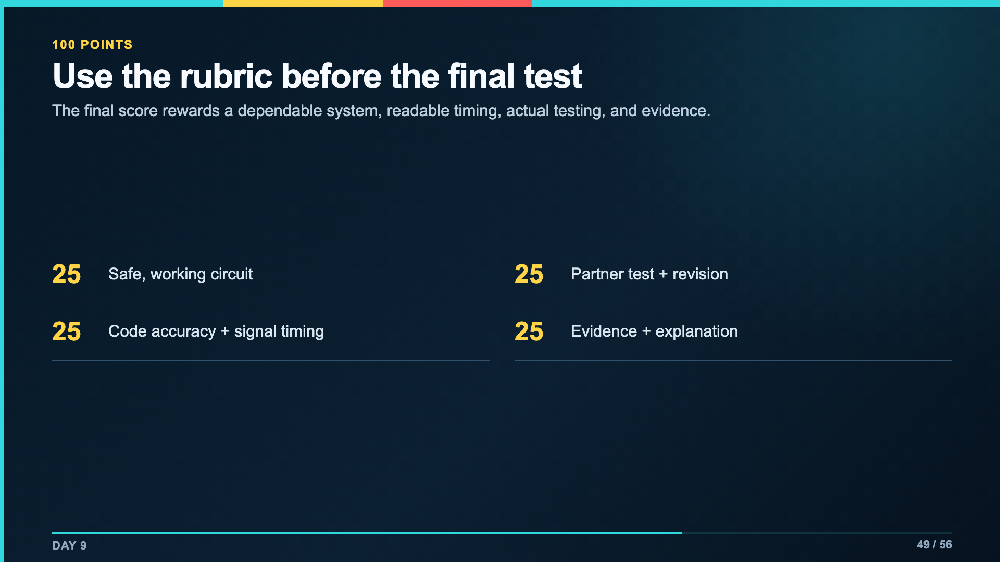 100 POINTS
Use the rubric before the final test
The final score rewards a dependable system, readable timing, actual testing, and evidence.
25 Safe, working circuit
25 Partner test + revision
25 Code accuracy + signal timing
25 Evidence + explanation
DAY 9
49 / 56